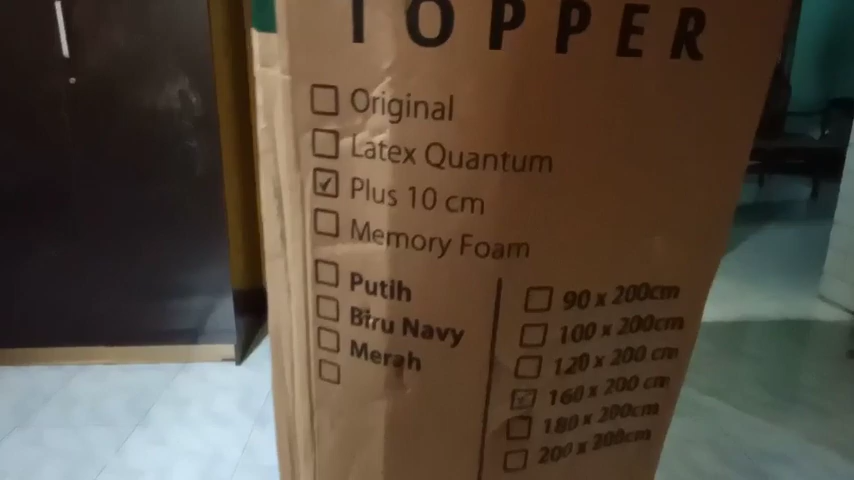 TOPPER
Original
Latex Quantum
Plus 10 cm
Memory Foam
Putih
Biru Navy
Merah
90 x 200cm
100 x 200cm
120 x 200 cm
160 x 200 cm
180 x 200cm
200 x 200cm